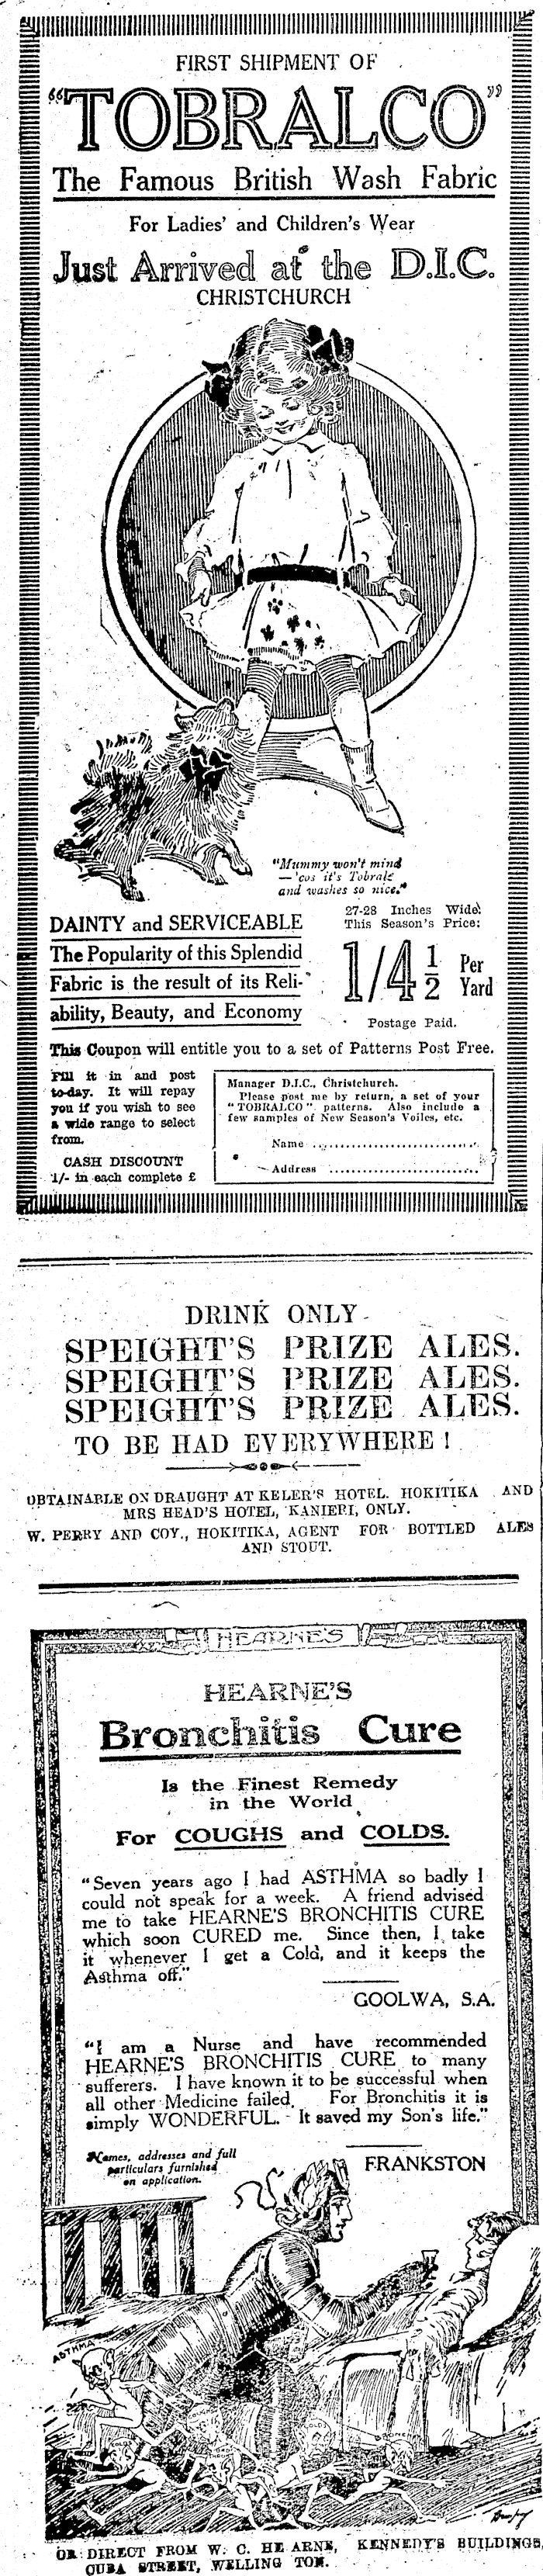 FIRST SHIPMENT OF
"TOBRALCO"
The Famous British Wash Fabric
For Ladies' and Children's Wear
Just Arrived at the D.I.C.
CHRISTCHURCH
"Mummy won't mind
—'cos it's Tobralc
and washes so nice."
DAINTY and SERVICEABLE
The Popularity of this Splendid
Fabric is the result of its Reli-
ability, Beauty, and Economy
27-28 Inches Wide:
This Season's Price:
1/4 1/2 Per Yard
Postage Paid.
This Coupon will entitle you to a set of Patterns Post Free.
Fill it in and post
to-day. It will repay
you if you wish to see
a wide range to select
from.
CASH DISCOUNT
1/- in each complete £
Manager D.I.C., Christchurch.
Please post me by return, a set of your
"TOBRALCO" patterns. Also include a
few samples of New Season's Voiles, etc.
Name ..............................
Address ..............................
DRINK ONLY
SPEIGHT'S PRIZE ALES.
SPEIGHT'S PRIZE ALES.
SPEIGHT'S PRIZE ALES.
TO BE HAD EVERYWHERE!
OBTAINABLE ON DRAUGHT AT KELER'S HOTEL. HOKITIKA AND
MRS HEAD'S HOTEL, KANIERI, ONLY.
W. PERRY AND COY., HOKITIKA, AGENT FOR BOTTLED ALES
AND STOUT.
HEARNE'S
HEARNE'S
Bronchitis Cure
Is the Finest Remedy
in the World
For COUGHS and COLDS.
"Seven years ago I had ASTHMA so badly I
could not speak for a week. A friend advised
me to take HEARNE'S BRONCHITIS CURE
which soon CURED me. Since then, I take
it whenever I get a Cold, and it keeps the
Asthma off."
GOOLWA, S.A.
"I am a Nurse and have recommended
HEARNE'S BRONCHITIS CURE to many
sufferers. I have known it to be successful when
all other Medicine failed. For Bronchitis it is
simply WONDERFUL. It saved my Son's life."
FRANKSTON
Names, addresses and full
particulars furnished
on application.
ASTHMA
COLDS
OR DIRECT FROM W. C. HEARNE, KENNEDY'S BUILDINGS,
CUBA STREET, WELLING TON.